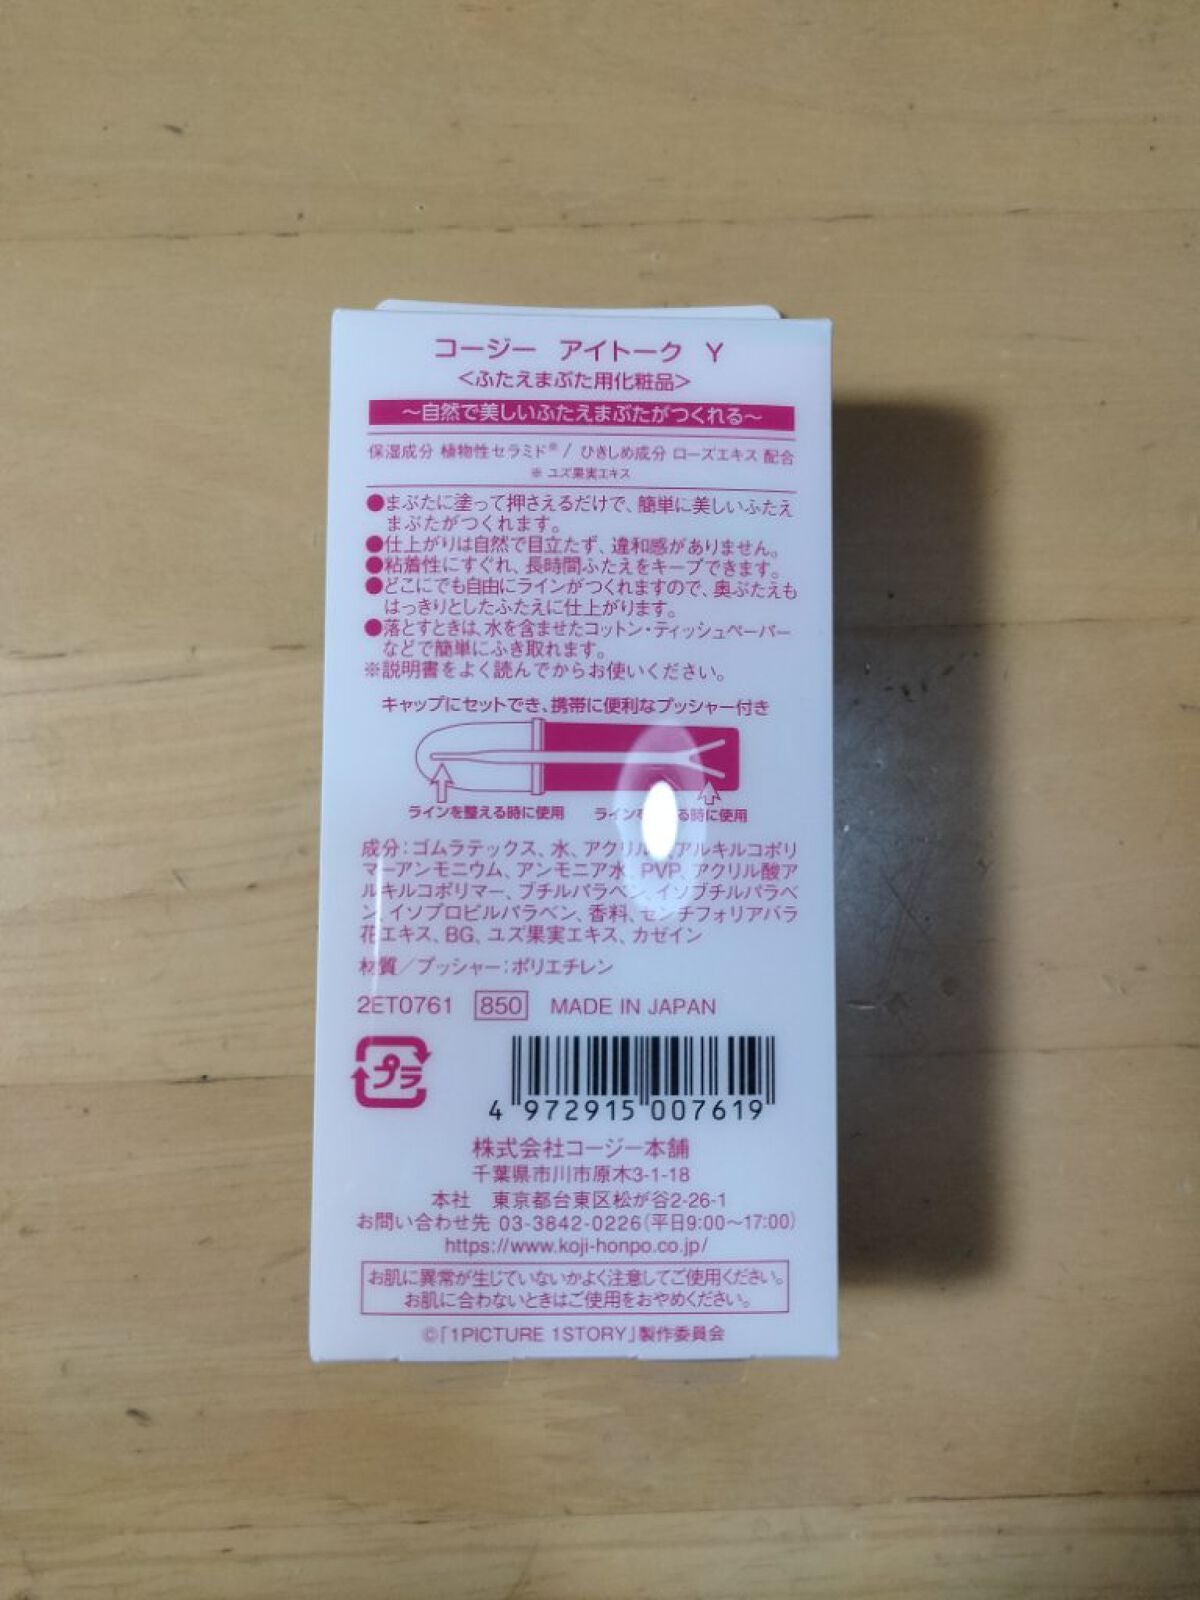 コージー アイトーク Y
＜ふたえまぶた用化粧品＞
～自然で美しいふたえまぶたがつくれる～
保湿成分 植物性セラミド※ / ひきしめ成分 ローズエキス 配合
※ ユズ果実エキス
●まぶたに塗って押さえるだけで、簡単に美しいふたえ
まぶたがつくれます。
●仕上がりは自然で目立たず、違和感がありません。
●粘着性にすぐれ、長時間ふたえをキープできます。
●どこにでも自由にラインがつくれますので、奥ぶたえも
はっきりとしたふたえに仕上がります。
●落とすときは、水を含ませたコットン・ティッシュペーパー
などで簡単にふき取れます。
※説明書をよく読んでからお使いください。
キャップにセットでき、携帯に便利なプッシャー付き
ラインを整える時に使用 ライン る時に使用
成分：ゴムラテックス、水、アクリル アルキルコポリ
マーアンモニウム、アンモニア水、PVP、アクリル酸ア
ルキルコポリマー、ブチルパラベン、イソブチルパラベ
ン、イソプロピルパラベン、香料、センチフォリアバラ
花エキス、BG、ユズ果実エキス、カゼイン
材質／プッシャー：ポリエチレン
2ET0761 850 MADE IN JAPAN
プラ
4 972915 007619
株式会社コージー本舗
千葉県市川市原木3-1-18
本社 東京都台東区松が谷2-26-1
お問い合わせ先 03-3842-0226（平日9:00～17:00）
https://www.koji-honpo.co.jp/
お肌に異常が生じていないかよく注意してご使用ください。
お肌に合わないときはご使用をおやめください。
©「1PICTURE 1STORY」製作委員会